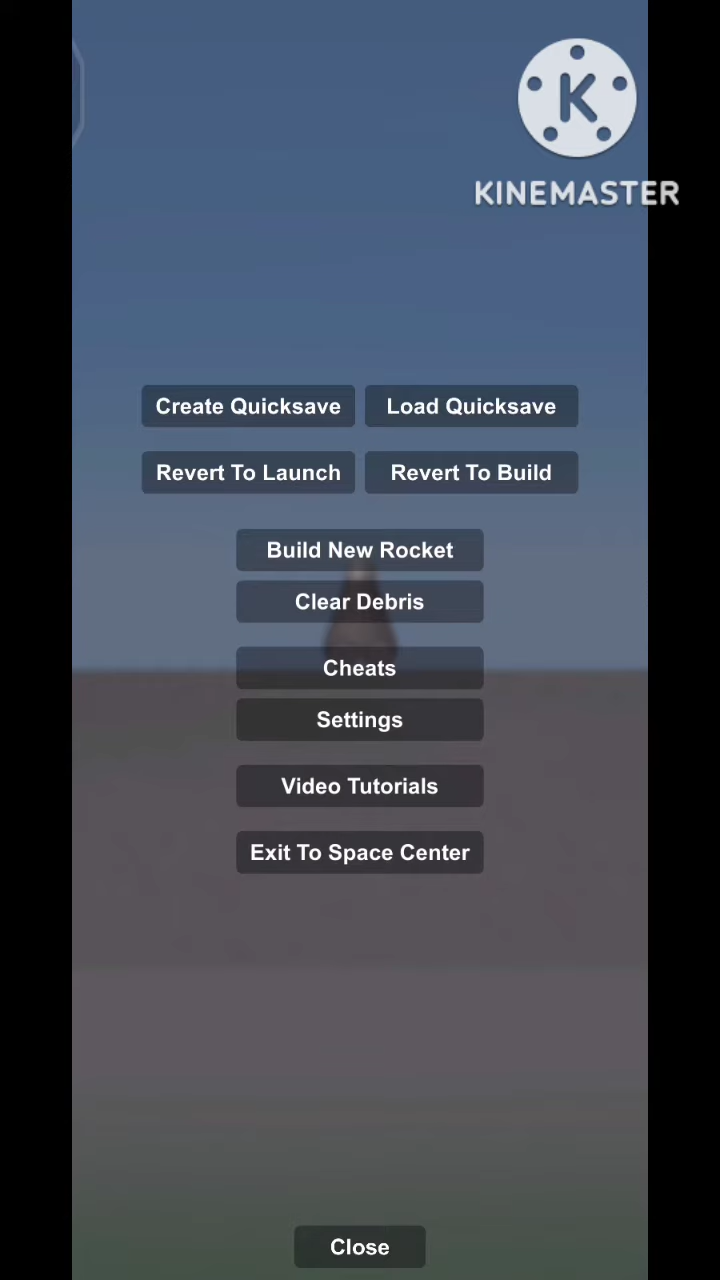 K
KINEMASTER
Create Quicksave Load Quicksave
Revert To Launch Revert To Build
Build New Rocket
Clear Debris
Cheats
Settings
Video Tutorials
Exit To Space Center
Close